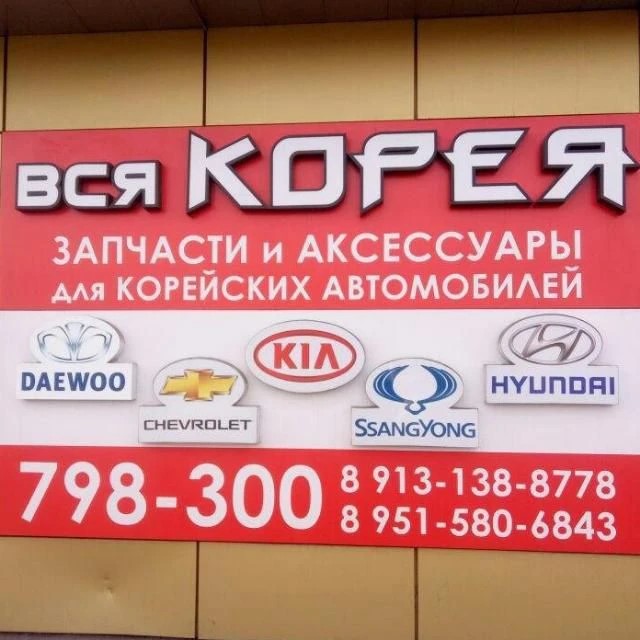 ВСЯ КОРЕЯ
ЗАПЧАСТИ и АКСЕССУАРЫ
для КОРЕЙСКИХ АВТОМОБИЛЕЙ
DAEWOO
CHEVROLET
KIA
SSANGYONG
HYUNDAI
798-300
8 913-138-8778
8 951-580-6843